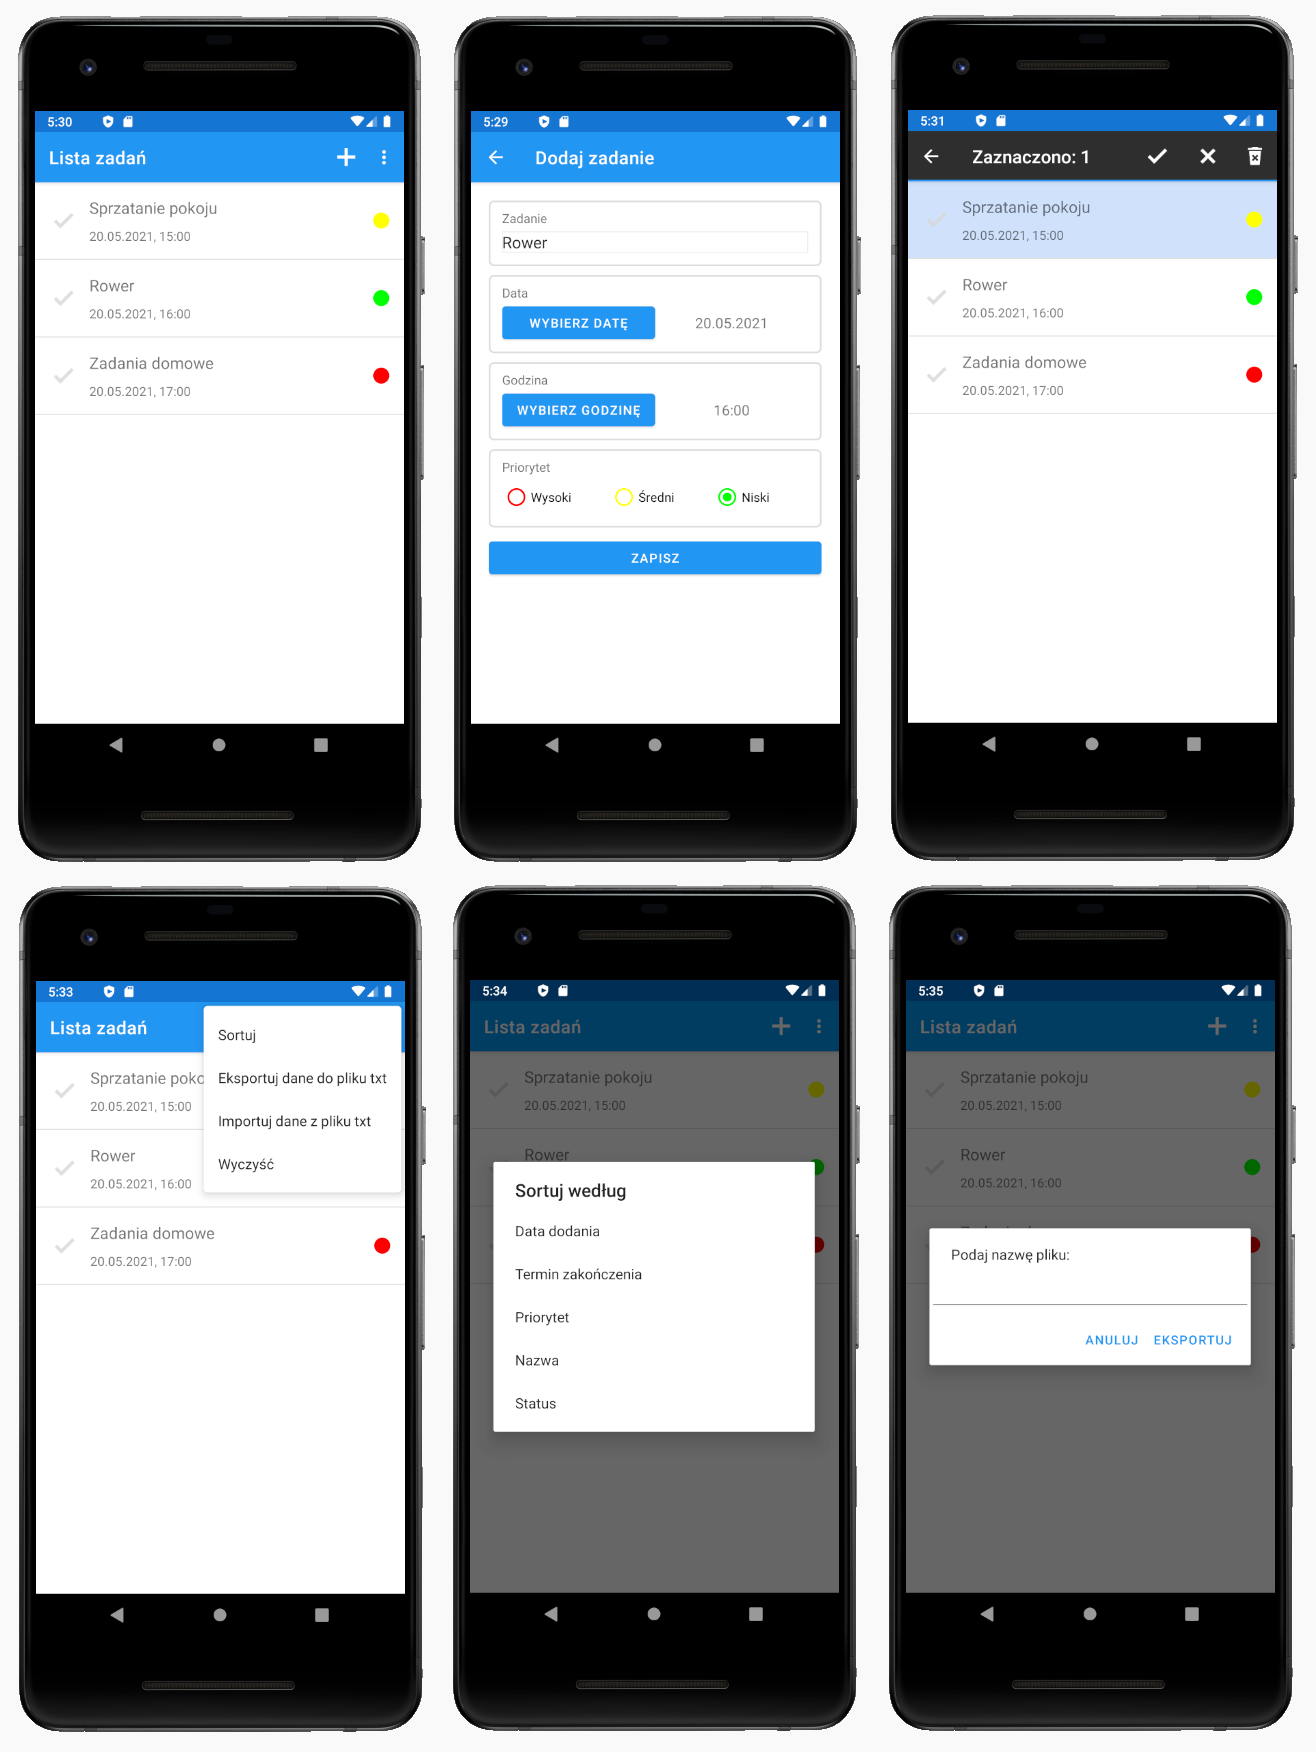 5:30
Lista zadań
Sprzatanie pokoju
20.05.2021, 15:00
Rower
20.05.2021, 16:00
Zadania domowe
20.05.2021, 17:00
5:29
Dodaj zadanie
Zadanie
Rower
Data
WYBIERZ DATĘ 20.05.2021
Godzina
WYBIERZ GODZINĘ 16:00
Priorytet
Wysoki Średni Niski
ZAPISZ
5:31
Zaznaczono: 1
Sprzatanie pokoju
20.05.2021, 15:00
Rower
20.05.2021, 16:00
Zadania domowe
20.05.2021, 17:00
5:33
Lista zadań
Sortuj
Eksportuj dane do pliku txt
Importuj dane z pliku txt
Wyczyść
Sprzatanie poko
20.05.2021, 15:00
Rower
20.05.2021, 16:00
Zadania domowe
20.05.2021, 17:00
5:34
Lista zadań
Sprzatanie pokoju
20.05.2021, 15:00
Rower
Sortuj według
Data dodania
Termin zakończenia
Priorytet
Nazwa
Status
5:35
Lista zadań
Sprzatanie pokoju
20.05.2021, 15:00
Rower
20.05.2021, 16:00
Podaj nazwę pliku:
ANULUJ EKSPORTUJ